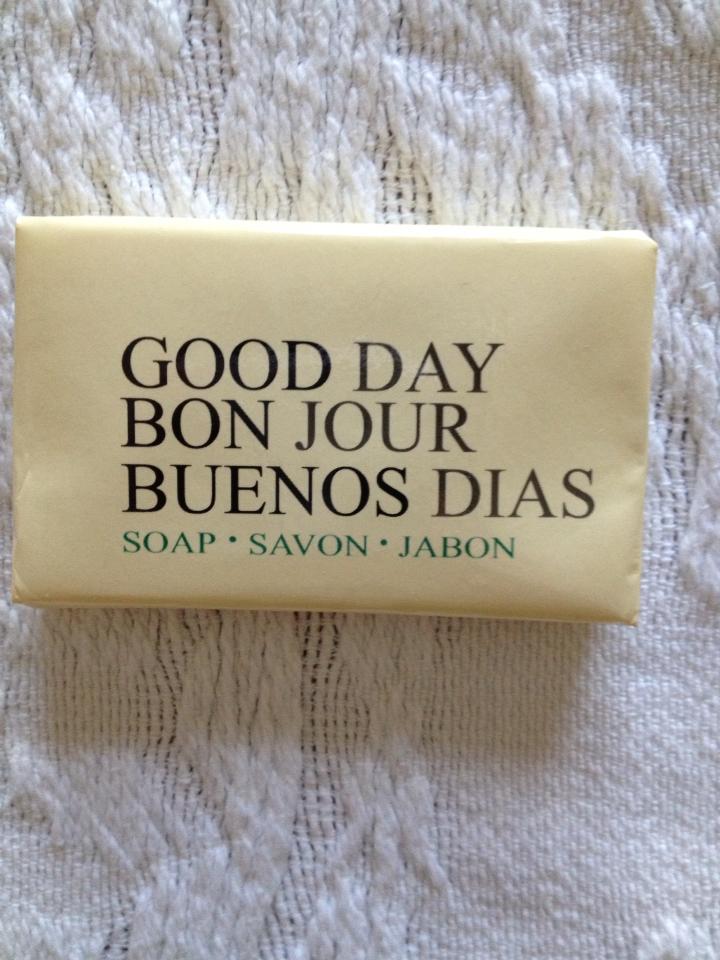 GOOD DAY
BON JOUR
BUENOS DIAS
SOAP • SAVON • JABON